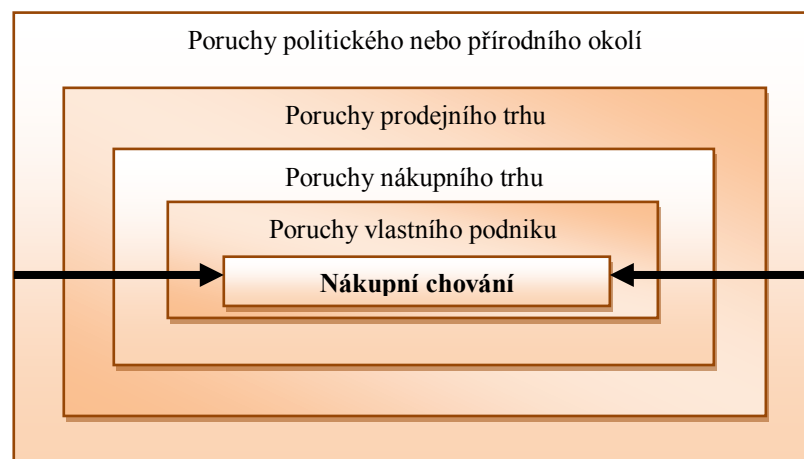 Poruchy politického nebo přírodního okolí
Poruchy prodejního trhu
Poruchy nákupního trhu
Poruchy vlastního podniku
Nákupní chování